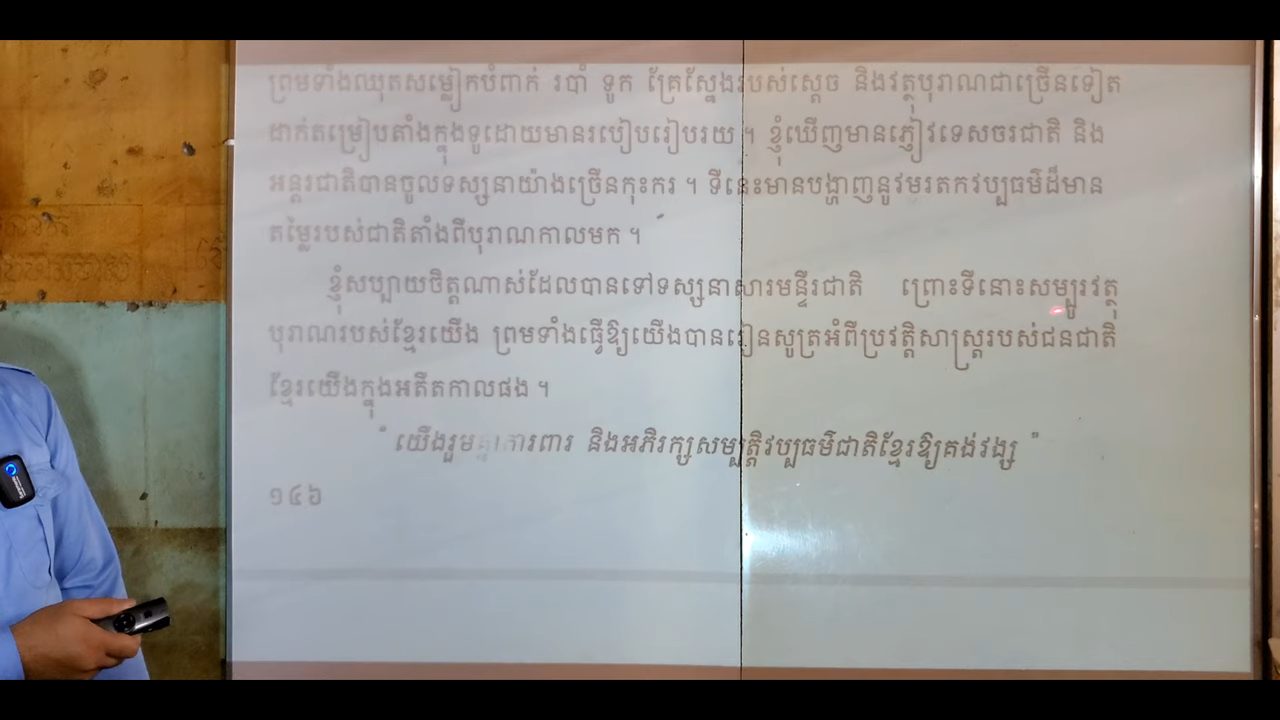 ព្រមទាំងឈុតសម្លៀកបំពាក់ របាំ ទូក គ្រែស្នែងរបស់ស្ដេច និងវត្ថុបុរាណជាច្រើនទៀត
ដាក់តម្រៀបតាំងក្នុងទូដោយមានរបៀបរៀបរយ ។ ខ្ញុំឃើញមានភ្ញៀវទេសចរជាតិ និង
អន្តរជាតិបានចូលទស្សនាយ៉ាងច្រើនកុះករ ។ ទីនេះមានបង្ហាញនូវមរតកវប្បធម៌ដ៏មាន
តម្លៃរបស់ជាតិតាំងពីបុរាណកាលមក ។
ខ្ញុំសប្បាយចិត្តណាស់ដែលបានទៅទស្សនាសារមន្ទីរជាតិ ព្រោះទីនោះសម្បូរវត្ថុ
បុរាណរបស់ខ្មែរយើង ព្រមទាំងធ្វើឱ្យយើងបានរៀនសូត្រអំពីប្រវត្តិសាស្ត្ររបស់ជនជាតិ
ខ្មែរយើងក្នុងអតីតកាលផង ។
" យើងរួមគ្នាការពារ និងអភិរក្សសម្បត្តិវប្បធម៌ជាតិខ្មែរឱ្យគង់វង្ស "
១៤៦